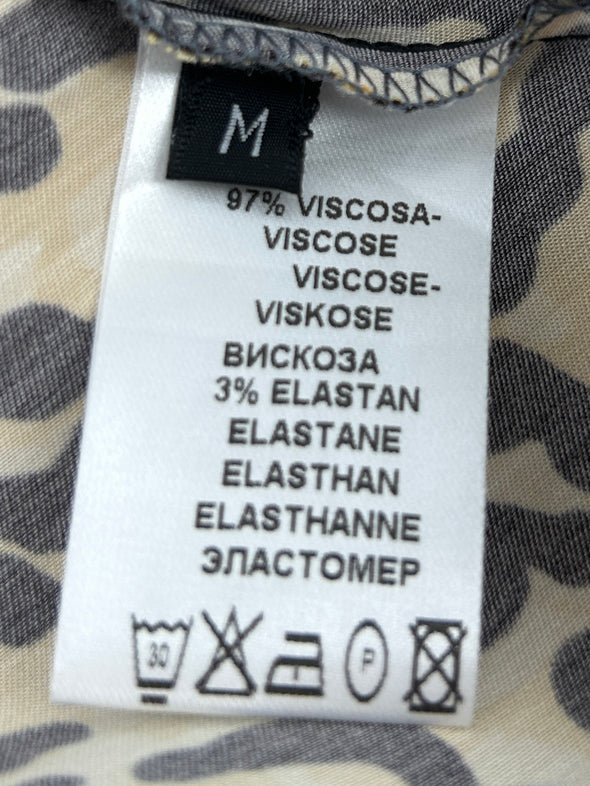 M
97% VISCOSA-
VISCOSE
VISCOSE-
VISKOSE
ВИСКОЗА
3% ELASTAN
ELASTANE
ELASTHAN
ELASTHANNE
ЭЛАСТОМЕР
30 P